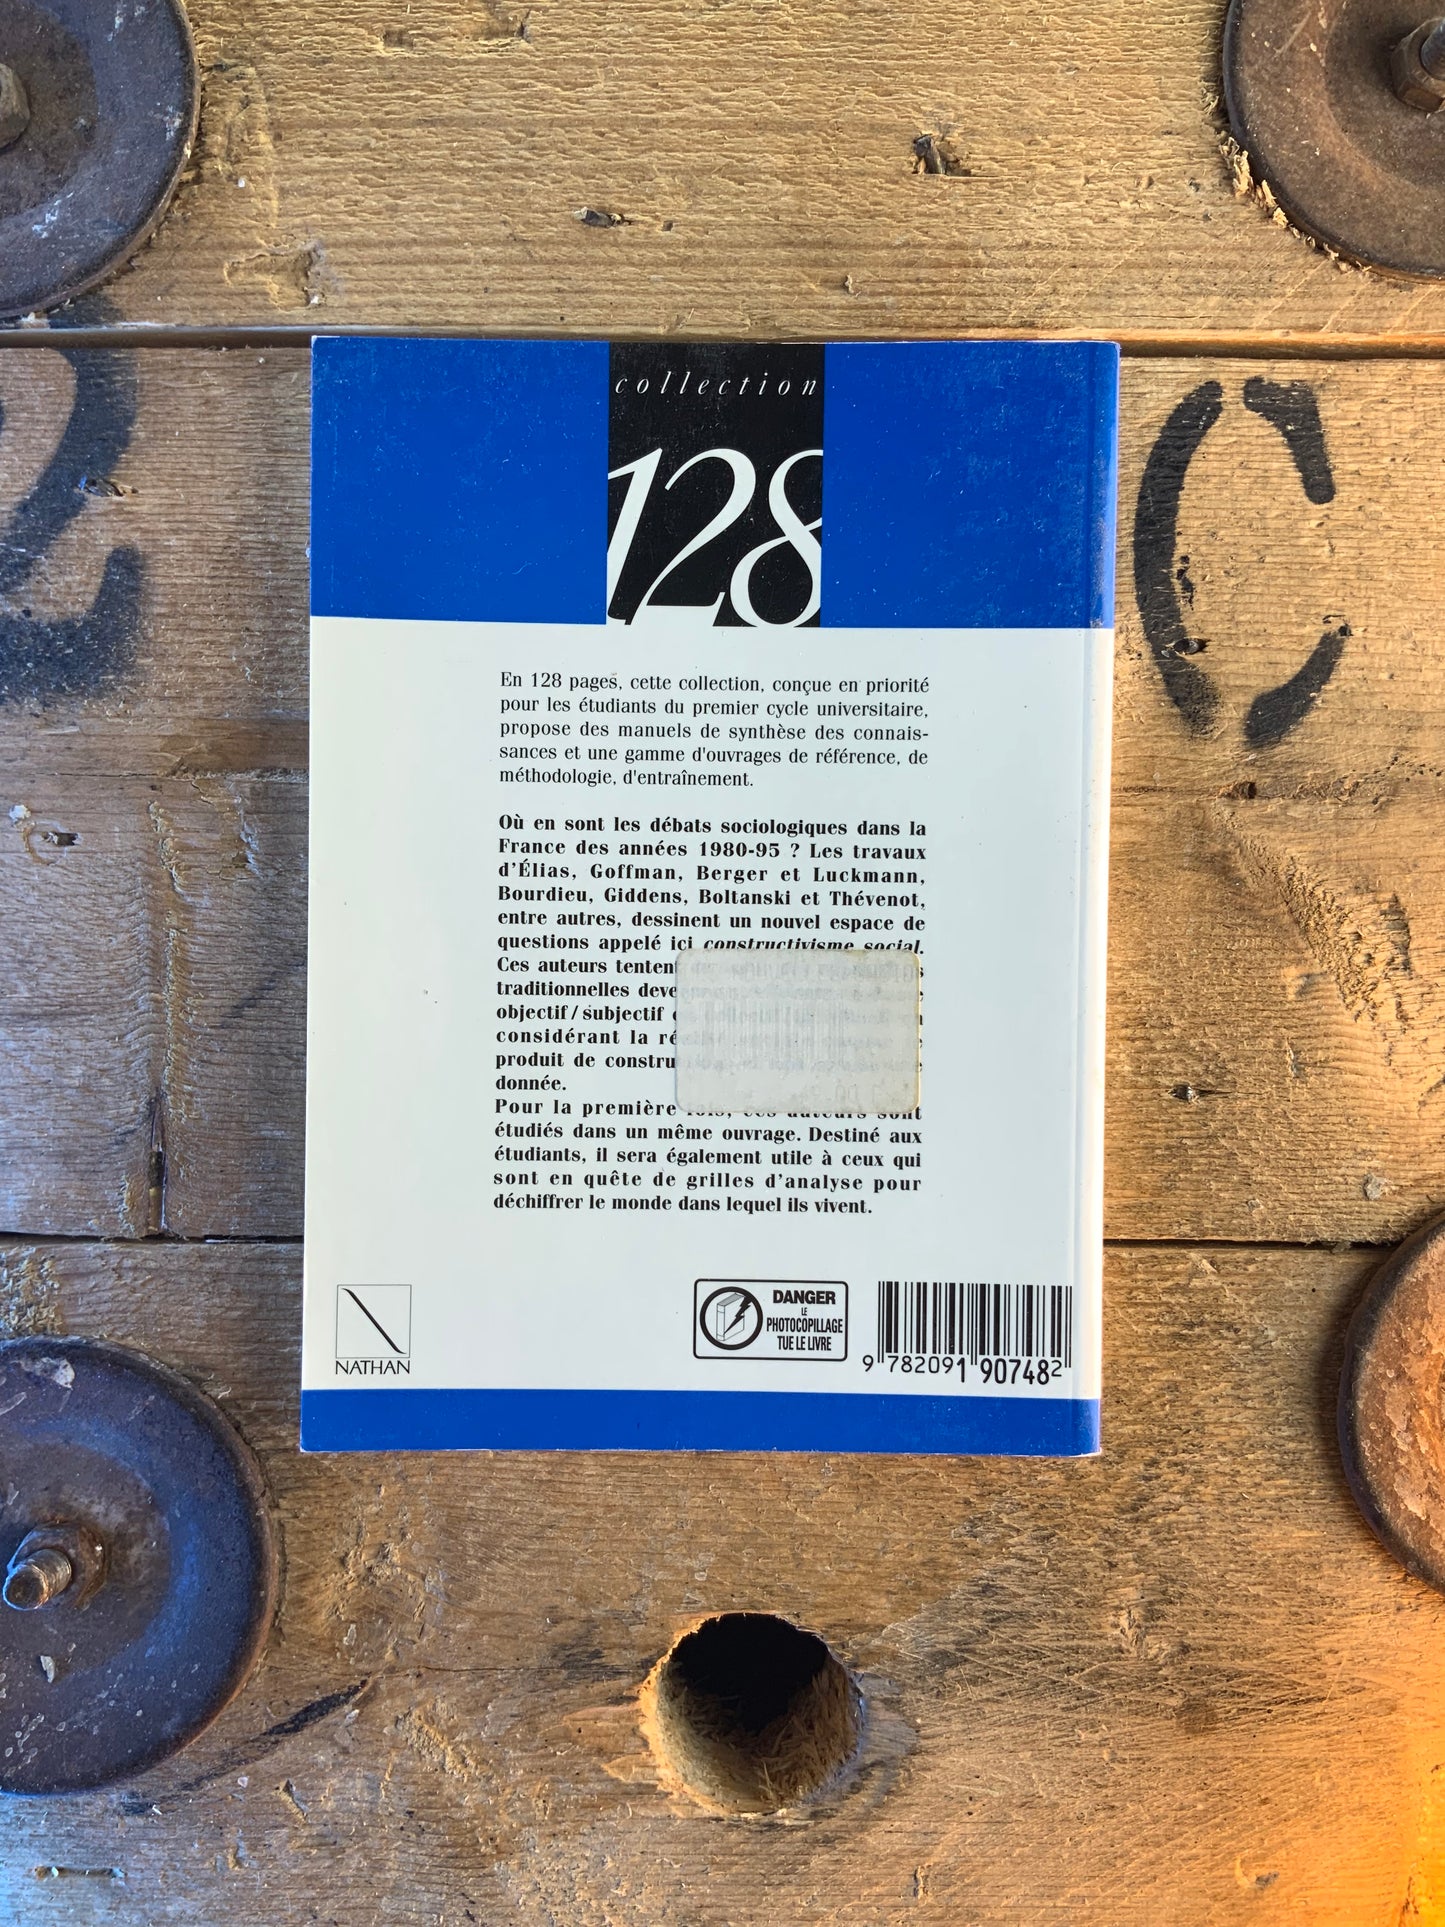 collection
128
En 128 pages, cette collection, conçue en priorité
pour les étudiants du premier cycle universitaire,
propose des manuels de synthèse des connais-
sances et une gamme d'ouvrages de référence, de
méthodologie, d'entraînement.
Où en sont les débats sociologiques dans la
France des années 1980-95 ? Les travaux
d'Élias, Goffman, Berger et Luckmann,
Bourdieu, Giddens, Boltanski et Thévenot,
entre autres, dessinent un nouvel espace de
questions appelé ici constructivisme social.
Ces auteurs tentent
traditionnelles
objectif / subjectif
considérant la
produit de
donnée.
Pour la première fois, ces auteurs sont
étudiés dans un même ouvrage. Destiné aux
étudiants, il sera également utile à ceux qui
sont en quête de grilles d'analyse pour
déchiffrer le monde dans lequel ils vivent.
NATHAN
DANGER
LE
PHOTOCOPILLAGE
TUE LE LIVRE
9 782091 907482
C